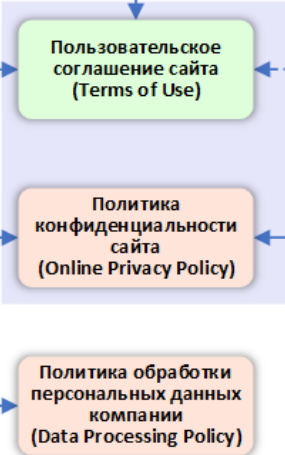 Пользовательское
соглашение сайта
(Terms of Use)
Политика
конфиденциальности
сайта
(Online Privacy Policy)
Политика обработки
персональных данных
компании
(Data Processing Policy)